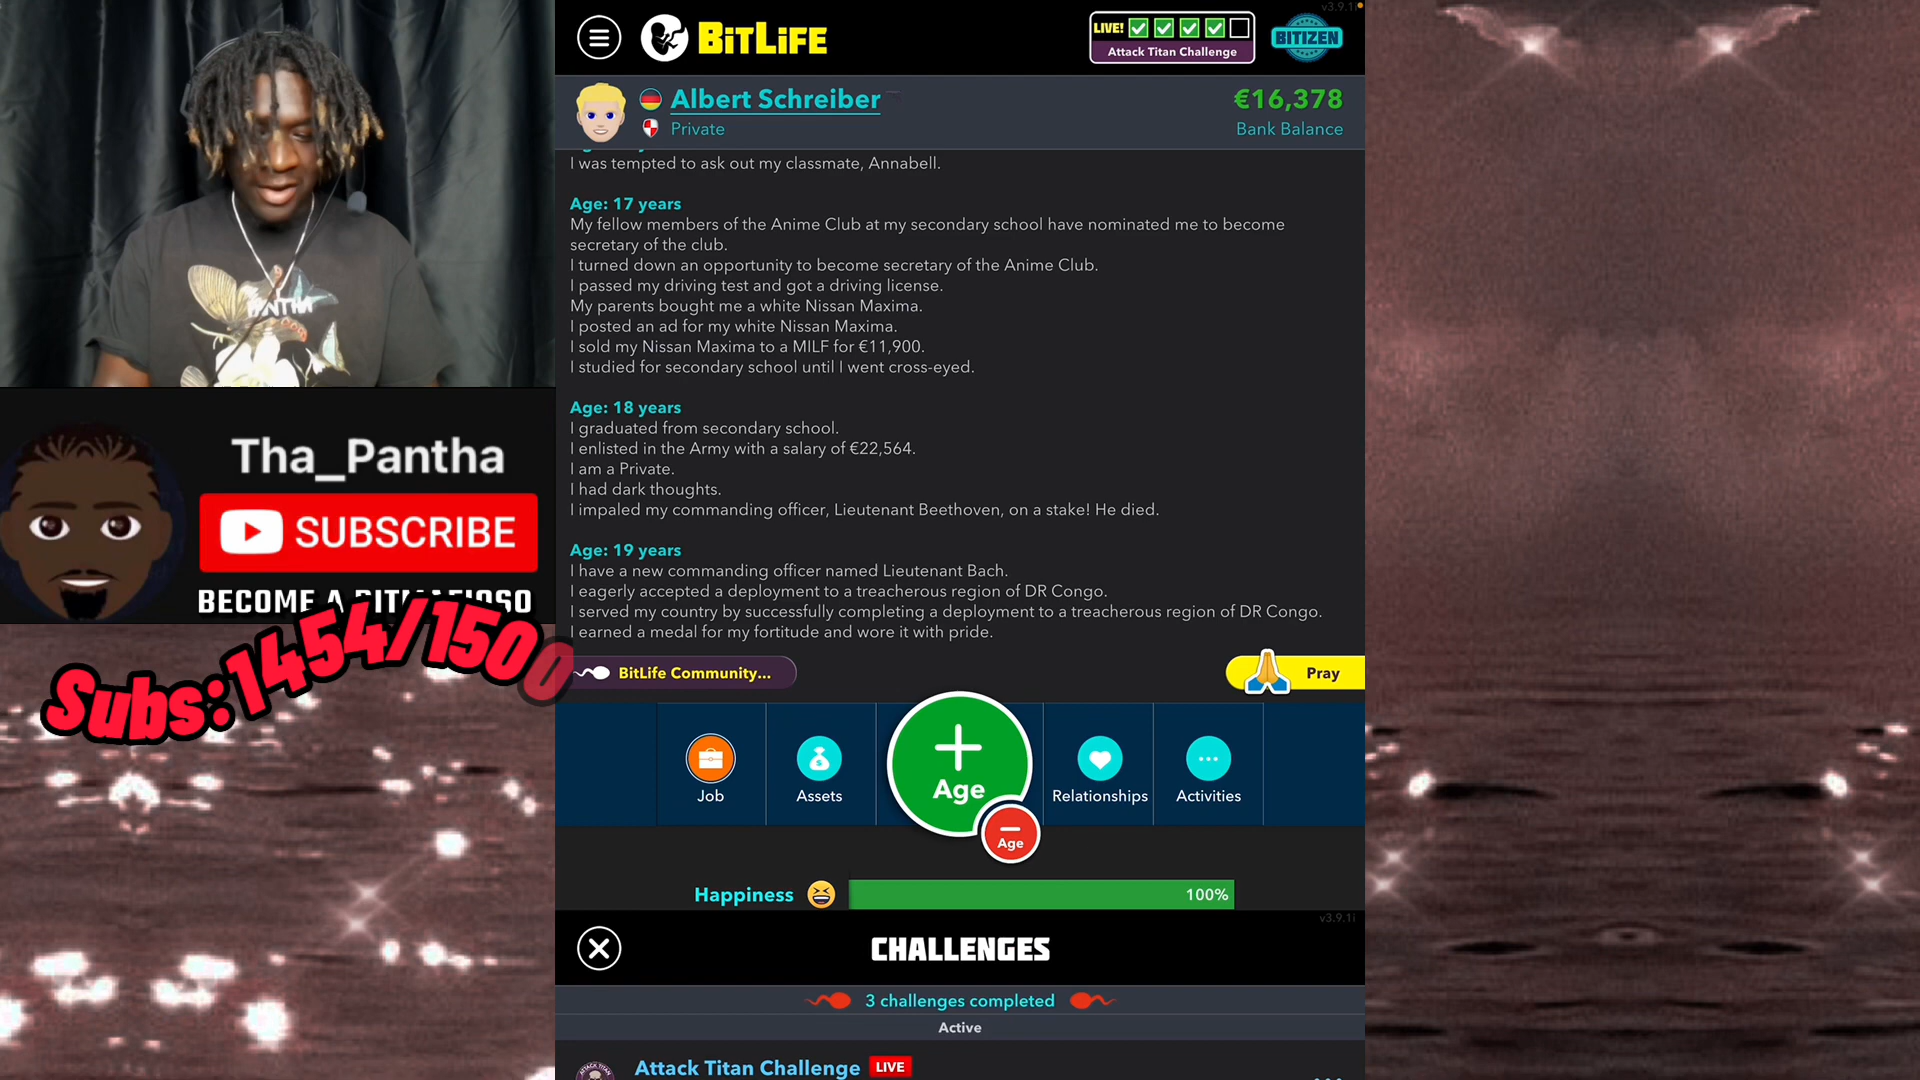 v3.9.1i
BITLIFE
LIVE!
Attack Titan Challenge
BITIZEN
Albert Schreiber
Private
€16,378
Bank Balance
I was tempted to ask out my classmate, Annabell.
Age: 17 years
My fellow members of the Anime Club at my secondary school have nominated me to become
secretary of the club.
I turned down an opportunity to become secretary of the Anime Club.
I passed my driving test and got a driving license.
My parents bought me a white Nissan Maxima.
I posted an ad for my white Nissan Maxima.
I sold my Nissan Maxima to a MILF for €11,900.
I studied for secondary school until I went cross-eyed.
Age: 18 years
I graduated from secondary school.
I enlisted in the Army with a salary of €22,564.
I am a Private.
I had dark thoughts.
I impaled my commanding officer, Lieutenant Beethoven, on a stake! He died.
Age: 19 years
I have a new commanding officer named Lieutenant Bach.
I eagerly accepted a deployment to a treacherous region of DR Congo.
I served my country by successfully completing a deployment to a treacherous region of DR Congo.
I earned a medal for my fortitude and wore it with pride.
BitLife Community...
Pray
Job
Assets
Age
Age
Relationships
Activities
Happiness
100%
v3.9.1i
CHALLENGES
3 challenges completed
Active
Attack Titan Challenge
LIVE
PANTHA
Tha_Pantha
SUBSCRIBE
BECOME A BITMAFIOSO
Subs:1454/1500